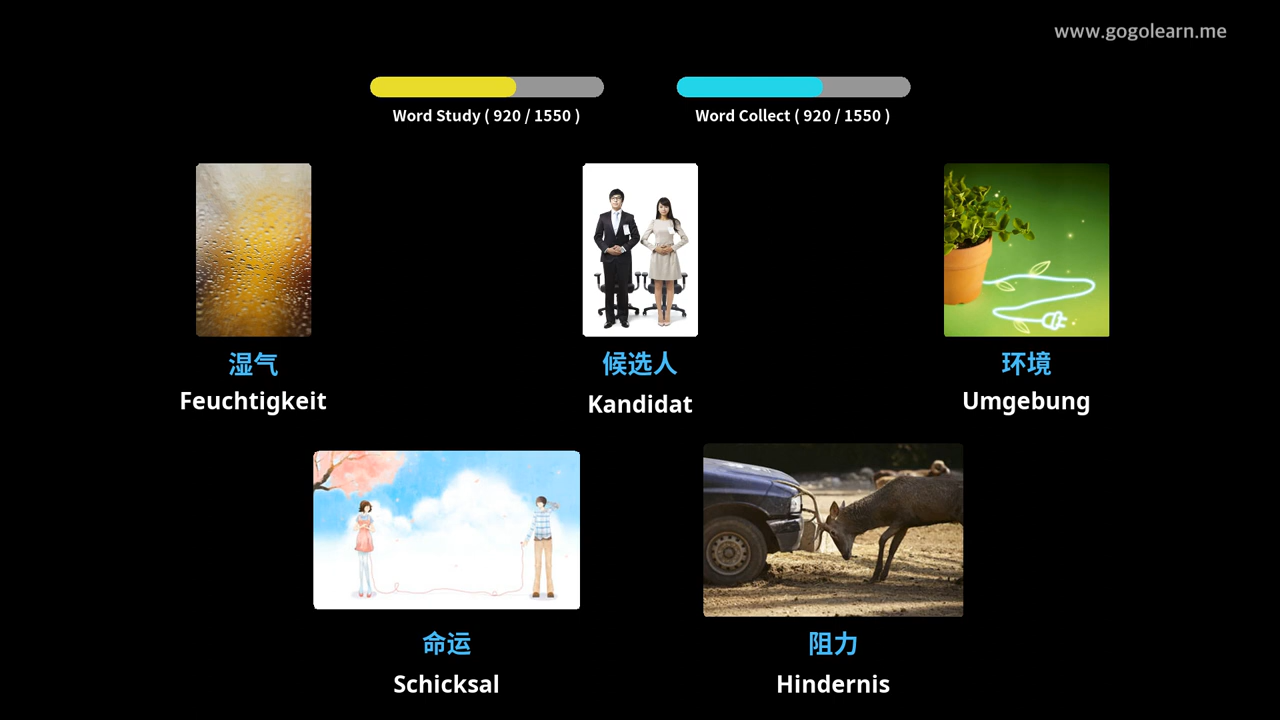 www.gogolearn.me
Word Study ( 920 / 1550 )
Word Collect ( 920 / 1550 )
湿气
Feuchtigkeit
候选人
Kandidat
环境
Umgebung
命运
Schicksal
阻力
Hindernis